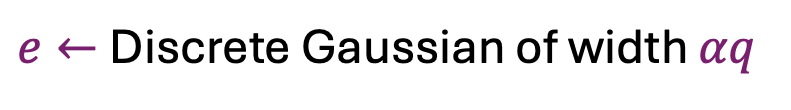 e ← Discrete Gaussian of width αq